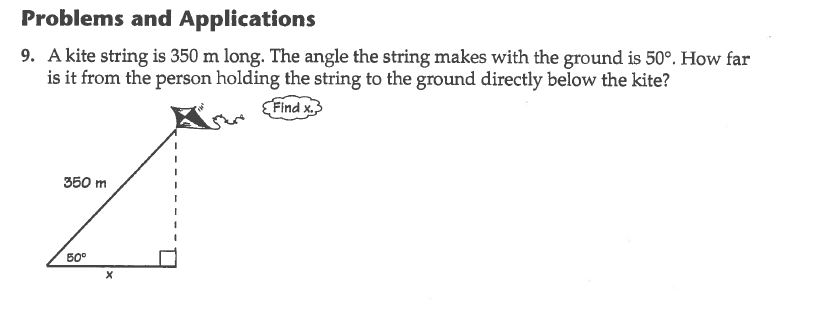 Problems and Applications
9. A kite string is 350 m long. The angle the string makes with the ground is 50°. How far
is it from the person holding the string to the ground directly below the kite?
Find x.
350 m
50°
x